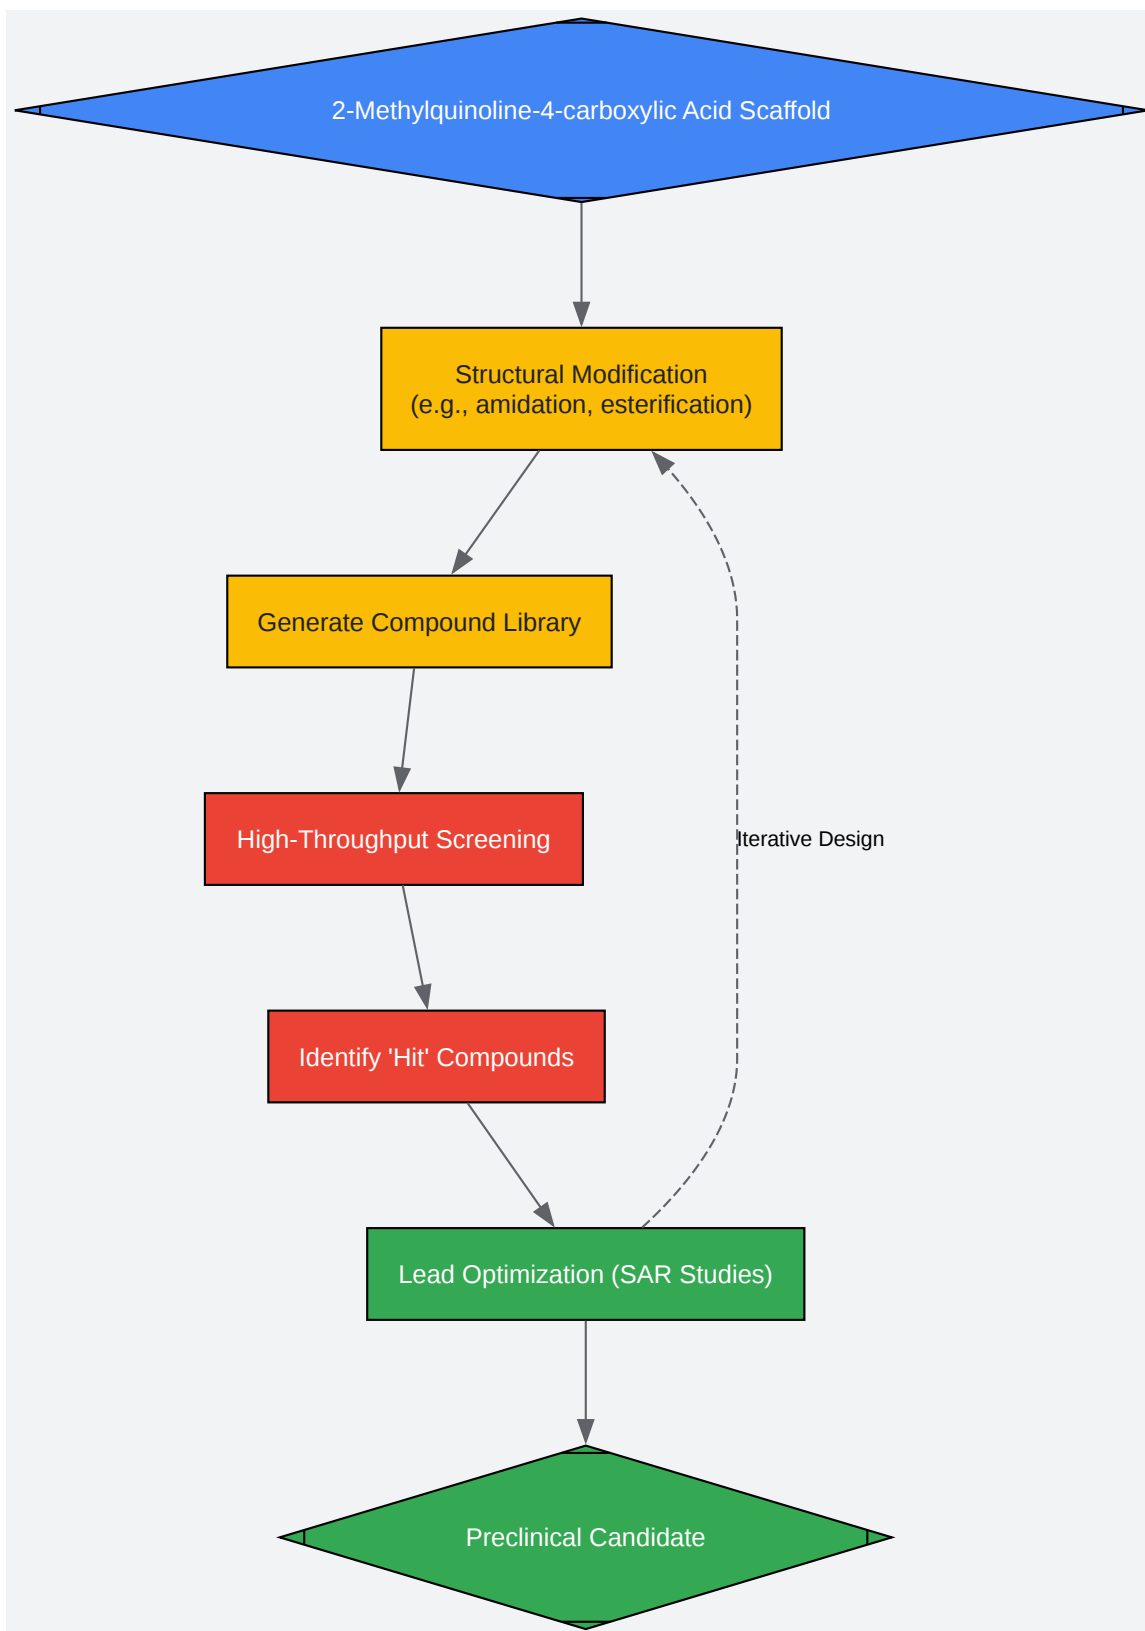 2-Methylquinoline-4-carboxylic Acid Scaffold
Structural Modification
(e.g., amidation, esterification)
Generate Compound Library
High-Throughput Screening
Iterative Design
Identify 'Hit' Compounds
Lead Optimization (SAR Studies)
Preclinical Candidate